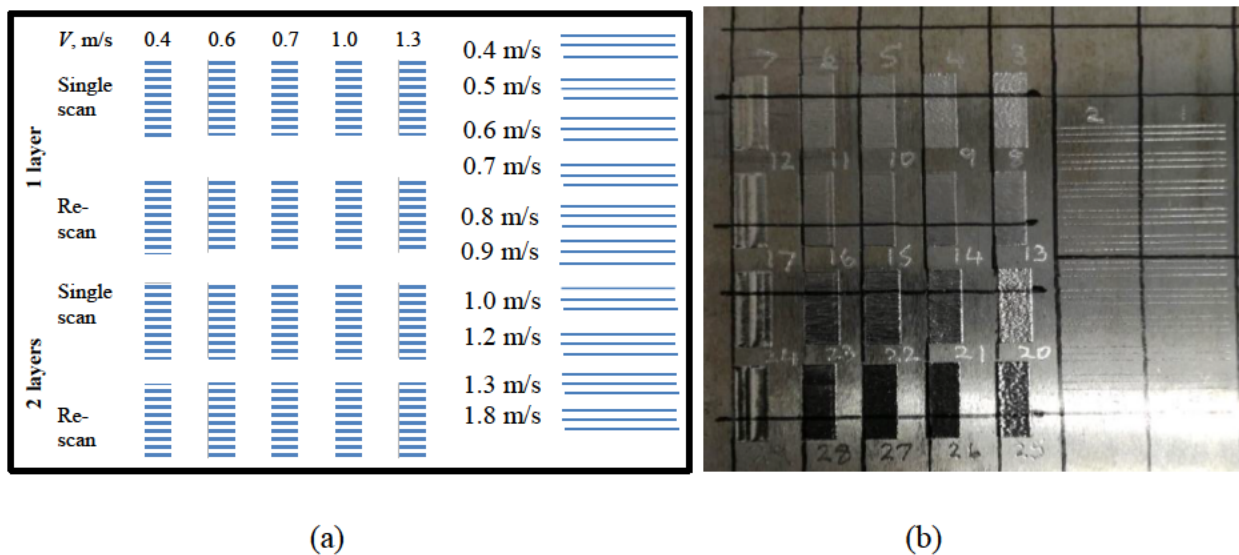 V, m/s 0.4 0.6 0.7 1.0 1.3
Single
scan
1 layer
Re-
scan
Single
scan
2 layers
Re-
scan
0.4 m/s
0.5 m/s
0.6 m/s
0.7 m/s
0.8 m/s
0.9 m/s
1.0 m/s
1.2 m/s
1.3 m/s
1.8 m/s
7 6 5 4 3
2 1
12 11 10 9 8
17 16 15 14 13
23 22 21 20
28 27 26
(a) (b)